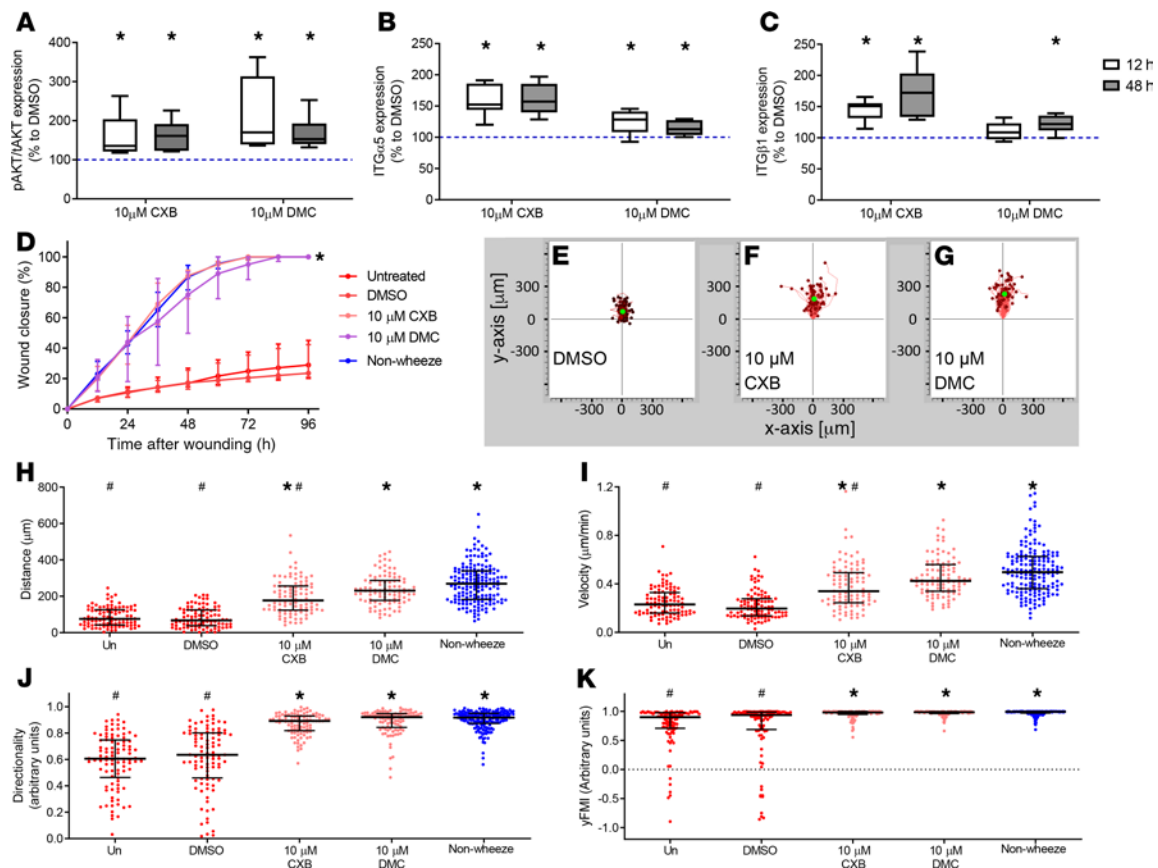 A
B
C
pAKT/tAKT expression
(% to DMSO)
400
300
200
100
0
* * * *
10μM CXB
10μM DMC
ITGα5 expression
(% to DMSO)
250
200
150
100
50
0
* * * *
10μM CXB
10μM DMC
ITGβ1 expression
(% to DMSO)
250
200
150
100
50
0
* * *
10μM CXB
10μM DMC
12 h
48 h
D
Wound closure (%)
100
80
60
40
20
0
0 24 48 72 96
Time after wounding (h)
*
Untreated
DMSO
10 μM CXB
10 μM DMC
Non-wheeze
E
F
G
y-axis [μm]
300
-300
DMSO
-300 0 300
300
-300
10 μM
CXB
-300 0 300
300
-300
10 μM
DMC
-300 0 300
x-axis [μm]
H
Distance (μm)
800
600
400
200
0
# # *# * *
Un
DMSO
10 μM
CXB
10 μM
DMC
Non-wheeze
I
Velocity (μm/min)
1.2
0.8
0.4
0.0
# # *# * *
Un
DMSO
10 μM
CXB
10 μM
DMC
Non-wheeze
J
Directionality
(arbitrary units)
1.0
0.8
0.6
0.4
0.2
0.0
# # * * *
Un
DMSO
10 μM
CXB
10 μM
DMC
Non-wheeze
K
yFMI (Arbitrary units)
1.0
0.5
0.0
-0.5
-1.0
# # * * *
Un
DMSO
10 μM
CXB
10 μM
DMC
Non-wheeze